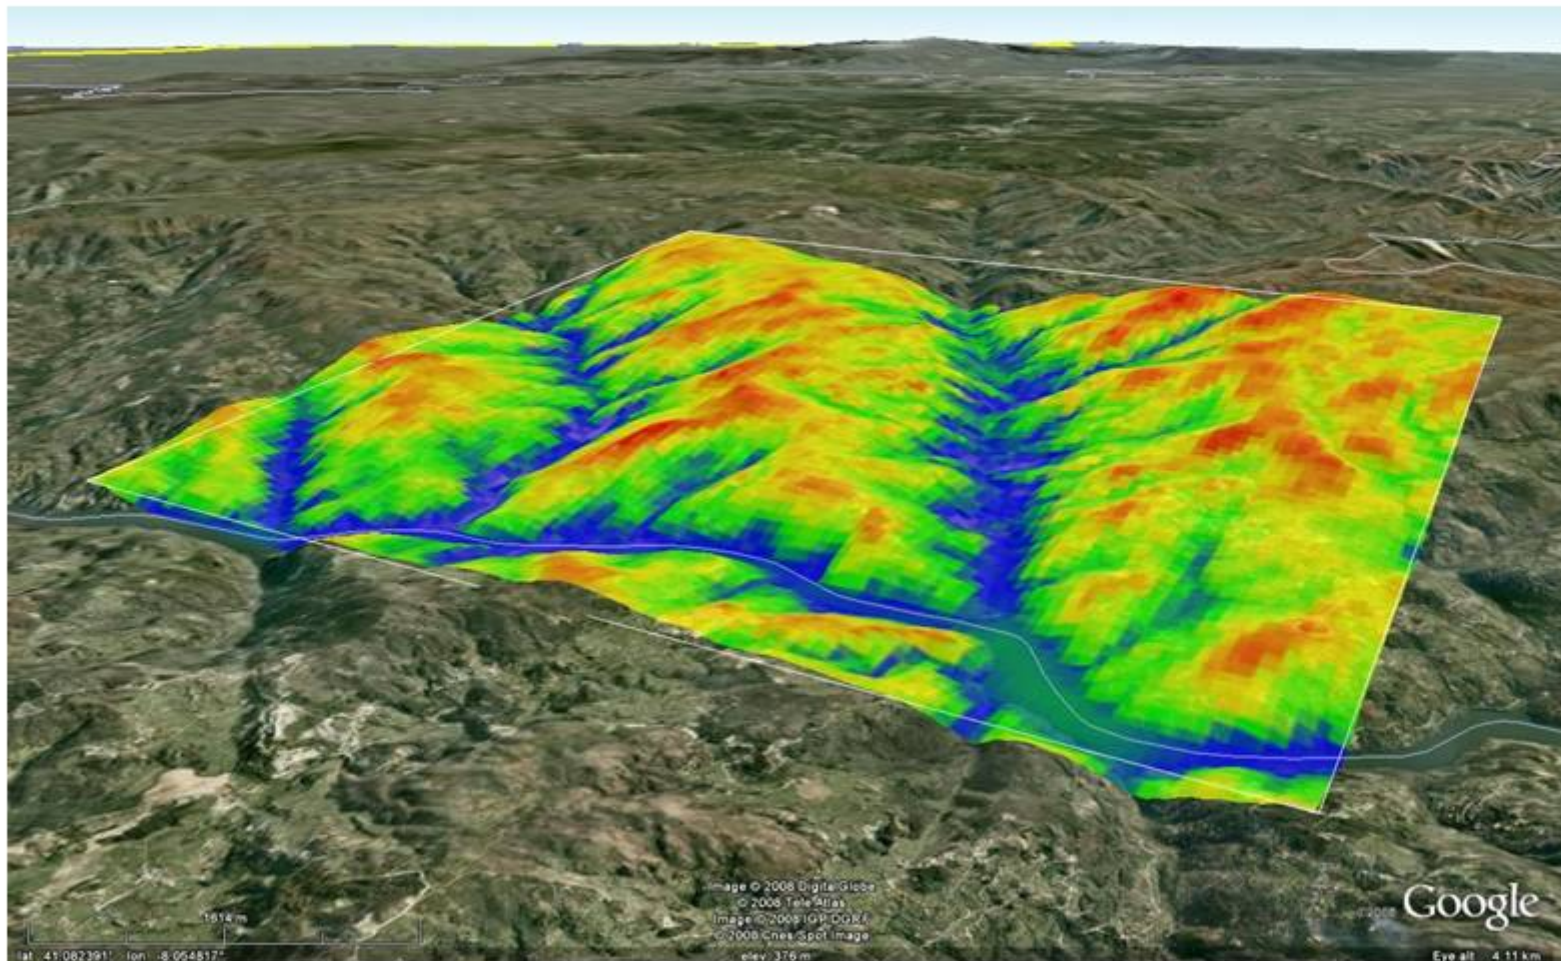 Image © 2008 DigitalGlobe
© 2008 Tele Atlas
Image © 2008 IGP/DGRF
© 2008 Cnes/Spot Image
©2008 Google
1614 m
lat 41.082391° lon -8.054817°
elev 376 m
Eye alt 4.11 km